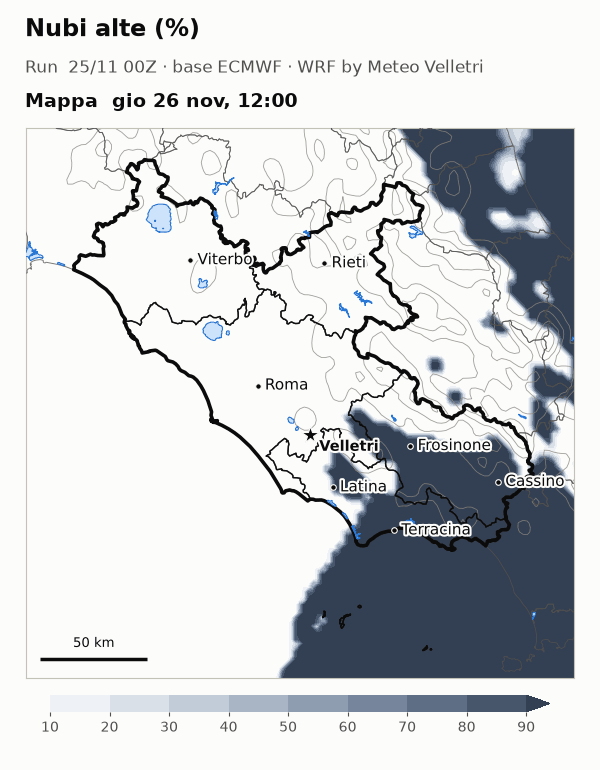 Nubi alte (%)
Run  25/11 00Z · base ECMWF · WRF by Meteo Velletri
Mappa  gio 26 nov, 12:00
Viterbo
Rieti
Roma
Velletri
Frosinone
Latina
Cassino
Terracina
50 km
10 20 30 40 50 60 70 80 90